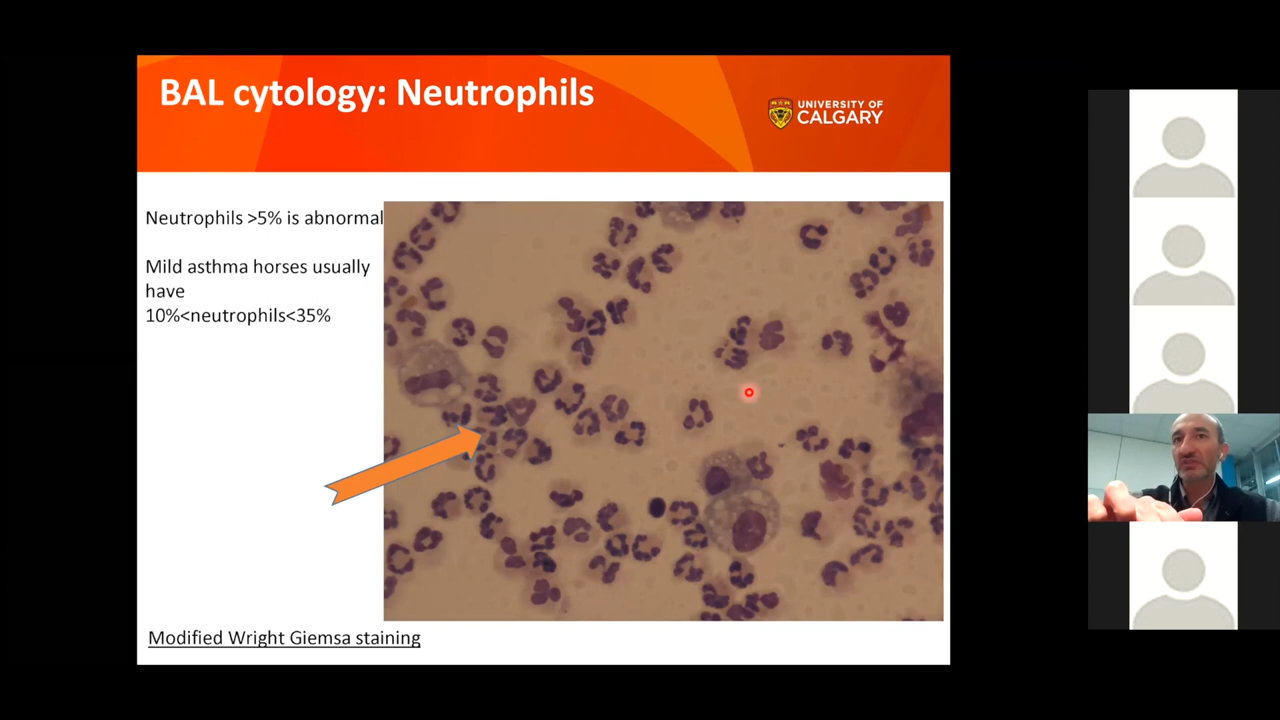 BAL cytology: Neutrophils
UNIVERSITY OF
CALGARY
Neutrophils >5% is abnormal
Mild asthma horses usually
have
10%<neutrophils<35%
Modified Wright Giemsa staining